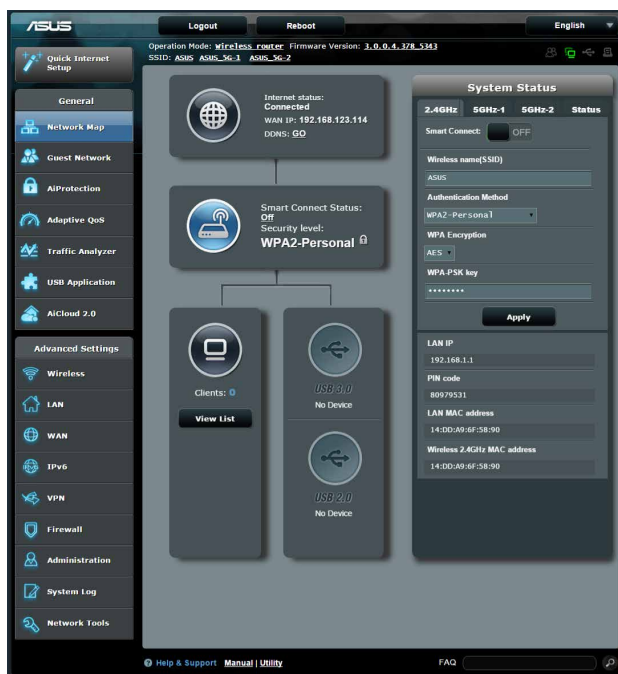 ASUS
Logout
Reboot
English
Quick Internet
Setup
Operation Mode: Wireless router Firmware Version: 3.0.0.4.378_5343
SSID: ASUS ASUS_5G-1 ASUS_5G-2
General
Network Map
Guest Network
AiProtection
Adaptive QoS
Traffic Analyzer
USB Application
AiCloud 2.0
Advanced Settings
Wireless
LAN
WAN
IPv6
VPN
Firewall
Administration
System Log
Network Tools
Internet status:
Connected
WAN IP: 192.168.123.114
DDNS: GO
Smart Connect Status:
Off
Security level:
WPA2-Personal
Clients: 0
View List
USB 3.0
No Device
USB 2.0
No Device
System Status
2.4GHz 5GHz-1 5GHz-2 Status
Smart Connect: OFF
Wireless name(SSID)
ASUS
Authentication Method
WPA2-Personal
WPA Encryption
AES
WPA-PSK key
••••••••
Apply
LAN IP
192.168.1.1
PIN code
80979531
LAN MAC address
14:DD:A9:6F:58:90
Wireless 2.4GHz MAC address
14:DD:A9:6F:58:90
Help & Support Manual | Utility
FAQ